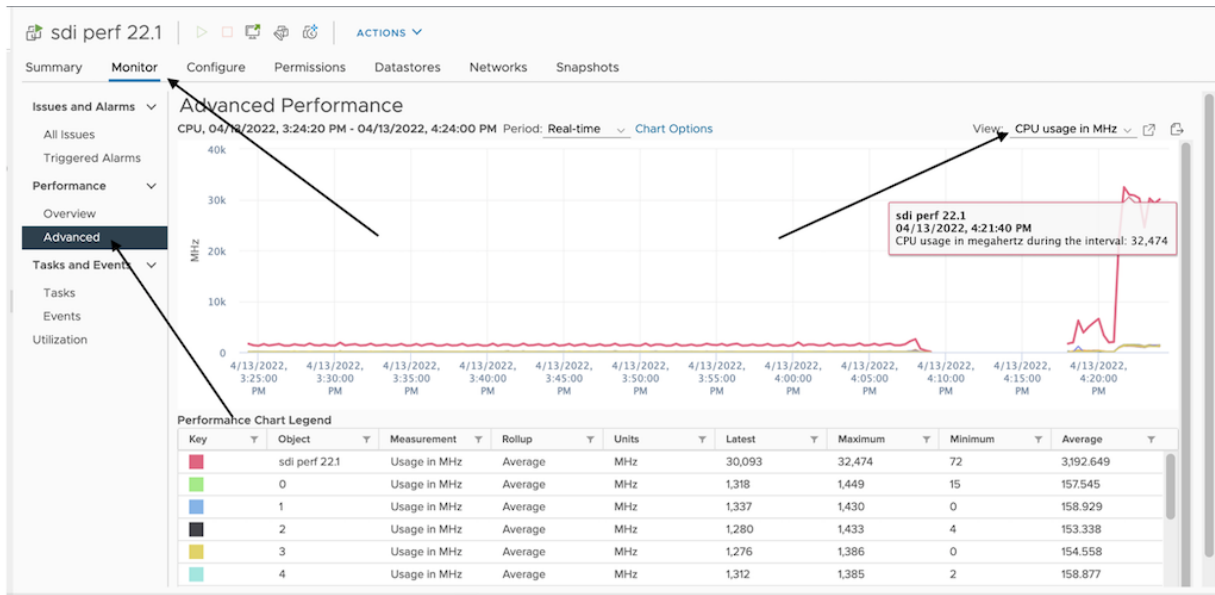 sdi perf 22.1 ACTIONS
Summary Monitor Configure Permissions Datastores Networks Snapshots
Issues and Alarms
All Issues
Triggered Alarms
Performance
Overview
Advanced
Tasks and Events
Tasks
Events
Utilization
Advanced Performance
CPU, 04/13/2022, 3:24:20 PM - 04/13/2022, 4:24:00 PM Period: Real-time Chart Options View: CPU usage in MHz
40k
30k
20k
10k
0
MHz
sdi perf 22.1
04/13/2022, 4:21:40 PM
CPU usage in megahertz during the interval: 32,474
4/13/2022, 4/13/2022, 4/13/2022, 4/13/2022, 4/13/2022, 4/13/2022, 4/13/2022, 4/13/2022, 4/13/2022, 4/13/2022, 4/13/2022, 4/13/2022,
3:25:00 3:30:00 3:35:00 3:40:00 3:45:00 3:50:00 3:55:00 4:00:00 4:05:00 4:10:00 4:15:00 4:20:00
PM PM PM PM PM PM PM PM PM PM PM PM
Performance Chart Legend
Key Object Measurement Rollup Units Latest Maximum Minimum Average
sdi perf 22.1 Usage in MHz Average MHz 30,093 32,474 72 3,192.649
0 Usage in MHz Average MHz 1,318 1,449 15 157.545
1 Usage in MHz Average MHz 1,337 1,430 0 158.929
2 Usage in MHz Average MHz 1,280 1,433 4 153.338
3 Usage in MHz Average MHz 1,276 1,386 0 154.558
4 Usage in MHz Average MHz 1,312 1,385 2 158.877